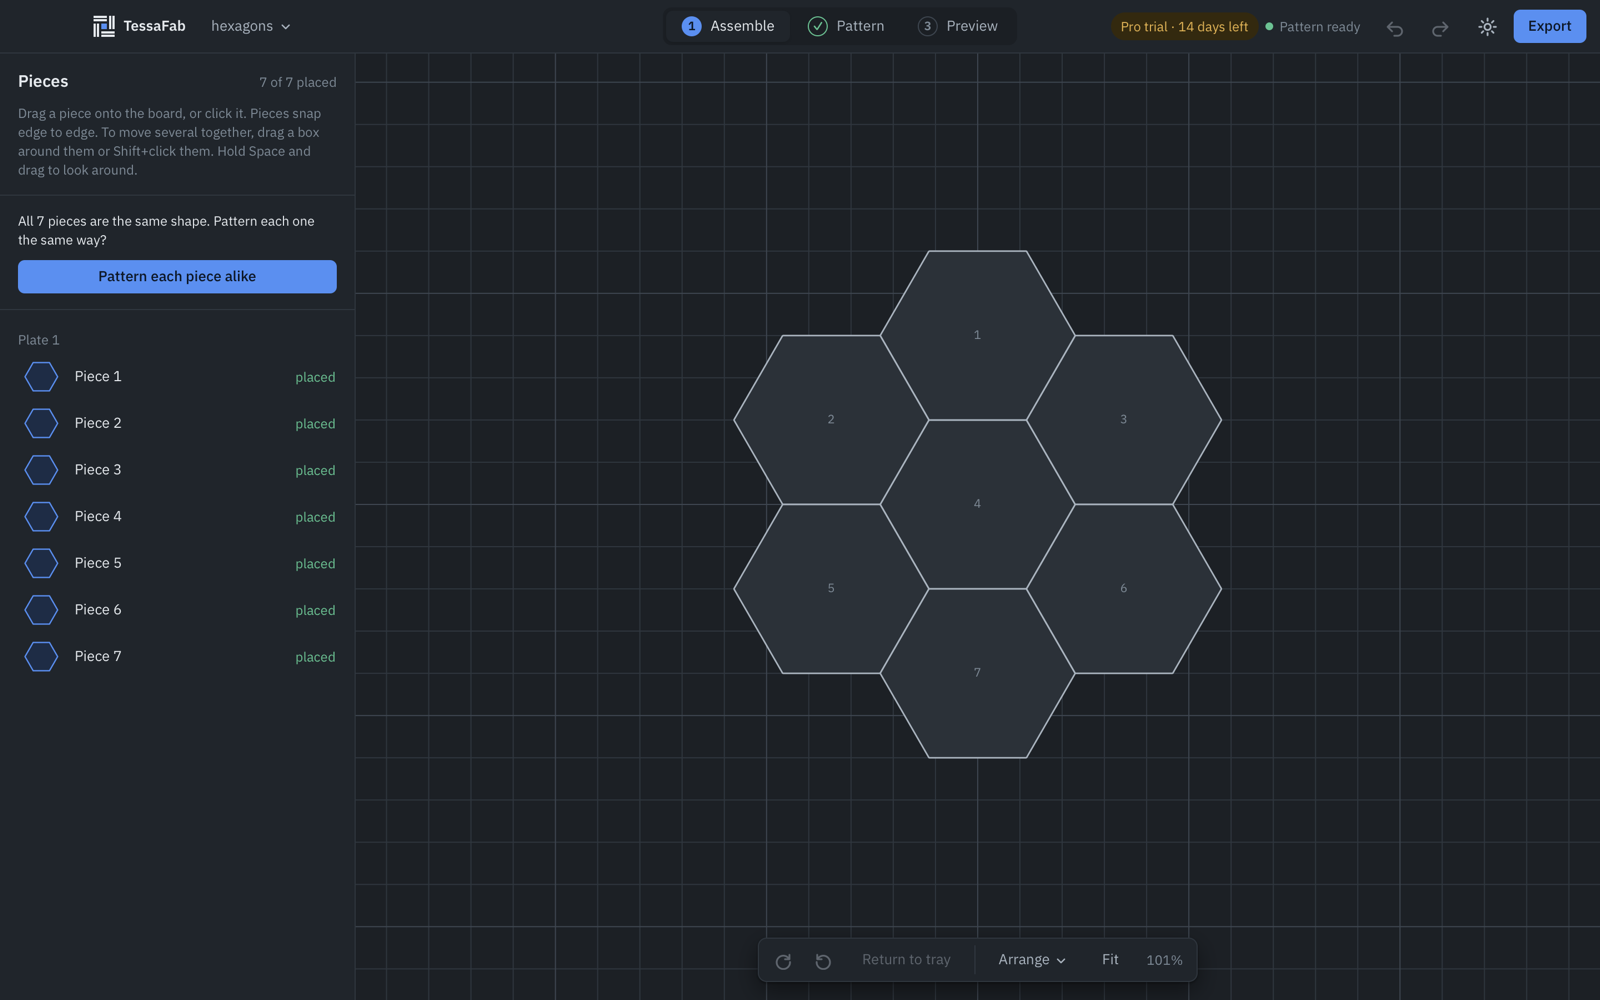 TessaFab
hexagons
1 Assemble
Pattern
3 Preview
Pro trial · 14 days left
Pattern ready
Export
Pieces
7 of 7 placed
Drag a piece onto the board, or click it. Pieces snap
edge to edge. To move several together, drag a box
around them or Shift+click them. Hold Space and
drag to look around.
All 7 pieces are the same shape. Pattern each one
the same way?
Pattern each piece alike
Plate 1
Piece 1 placed
Piece 2 placed
Piece 3 placed
Piece 4 placed
Piece 5 placed
Piece 6 placed
Piece 7 placed
1
2
3
4
5
6
7
Return to tray
Arrange
Fit
101%